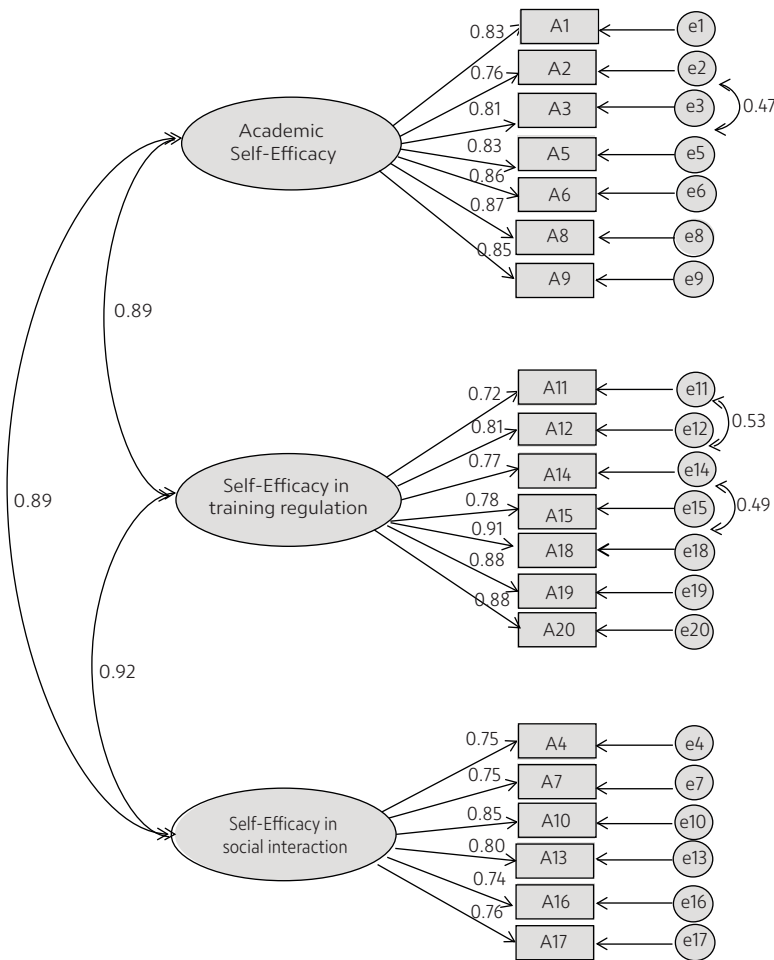 0.83
A1
e1
0.76
A2
e2
0.81
A3
e3
0.47
Academic
Self-Efficacy
0.83
A5
e5
0.86
A6
e6
0.87
A8
e8
0.85
A9
e9
0.89
0.72
A11
e11
0.81
A12
e12
0.53
0.77
A14
e14
Self-Efficacy in
training regulation
0.89
0.78
A15
e15
0.49
0.91
A18
e18
0.88
A19
e19
0.88
A20
e20
0.92
0.75
A4
e4
0.75
A7
e7
0.85
A10
e10
Self-Efficacy in
social interaction
0.80
A13
e13
0.74
A16
e16
0.76
A17
e17